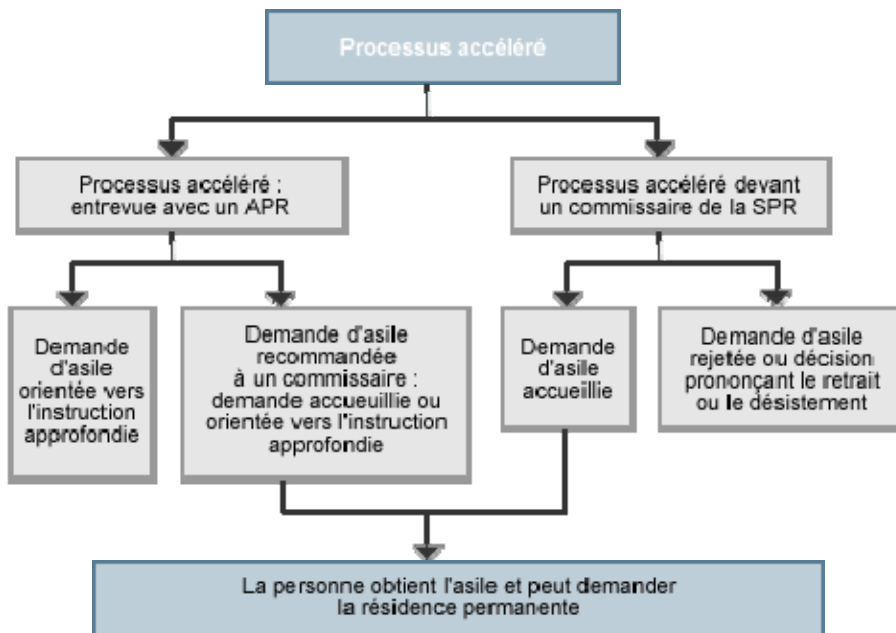 Processus accéléré
Processus accéléré :
entrevue avec un APR
Processus accéléré devant
un commissaire de la SPR
Demande
d'asile
orientée vers
l'instruction
approfondie
Demande d'asile
recommandée
à un commissaire :
demande accueuillie ou
orientée vers l'instruction
approfondie
Demande
d'asile
accueillie
Demande d'asile
rejetée ou décision
prononçant le retrait
ou le désistement
La personne obtient l'asile et peut demander
la résidence permanente